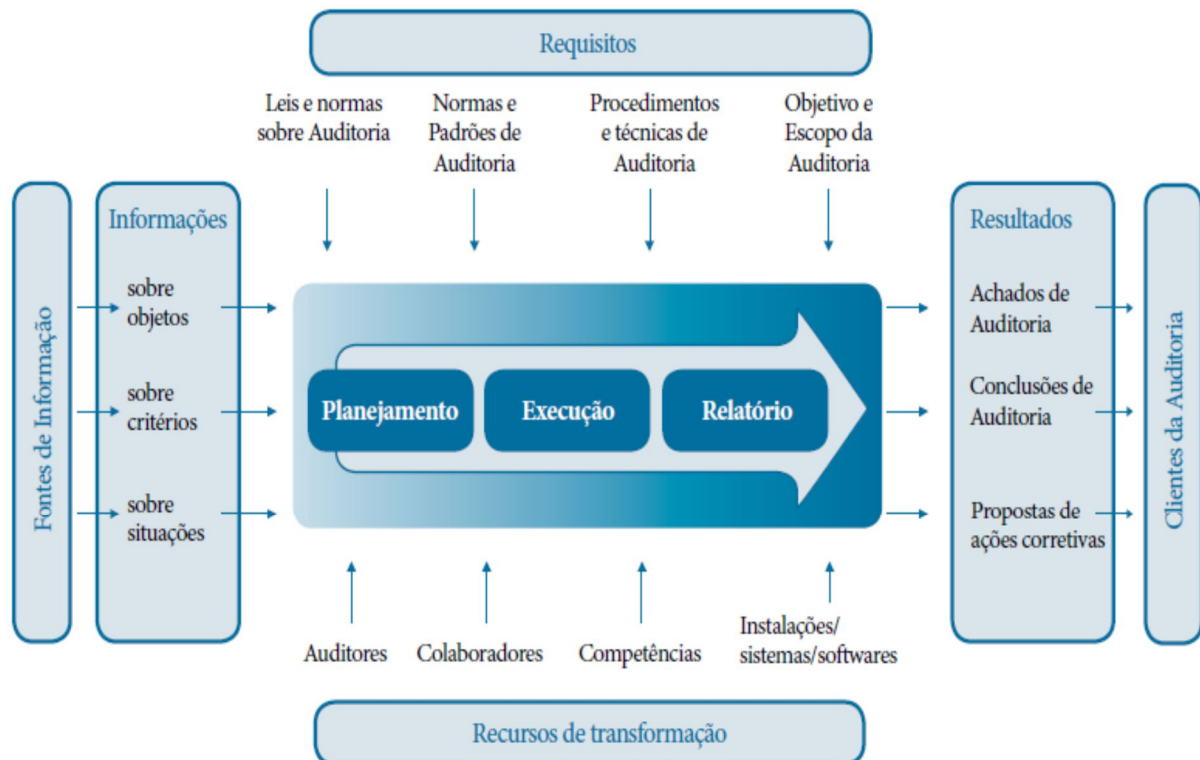 Requisitos
Leis e normas
sobre Auditoria
Normas e
Padrões de
Auditoria
Procedimentos
e técnicas de
Auditoria
Objetivo e
Escopo da
Auditoria
Fontes de Informação
Informações
sobre
objetos
sobre
critérios
sobre
situações
Planejamento
Execução
Relatório
Resultados
Achados de
Auditoria
Conclusões de
Auditoria
Propostas de
ações corretivas
Clientes da Auditoria
Auditores
Colaboradores
Competências
Instalações/
sistemas/softwares
Recursos de transformação